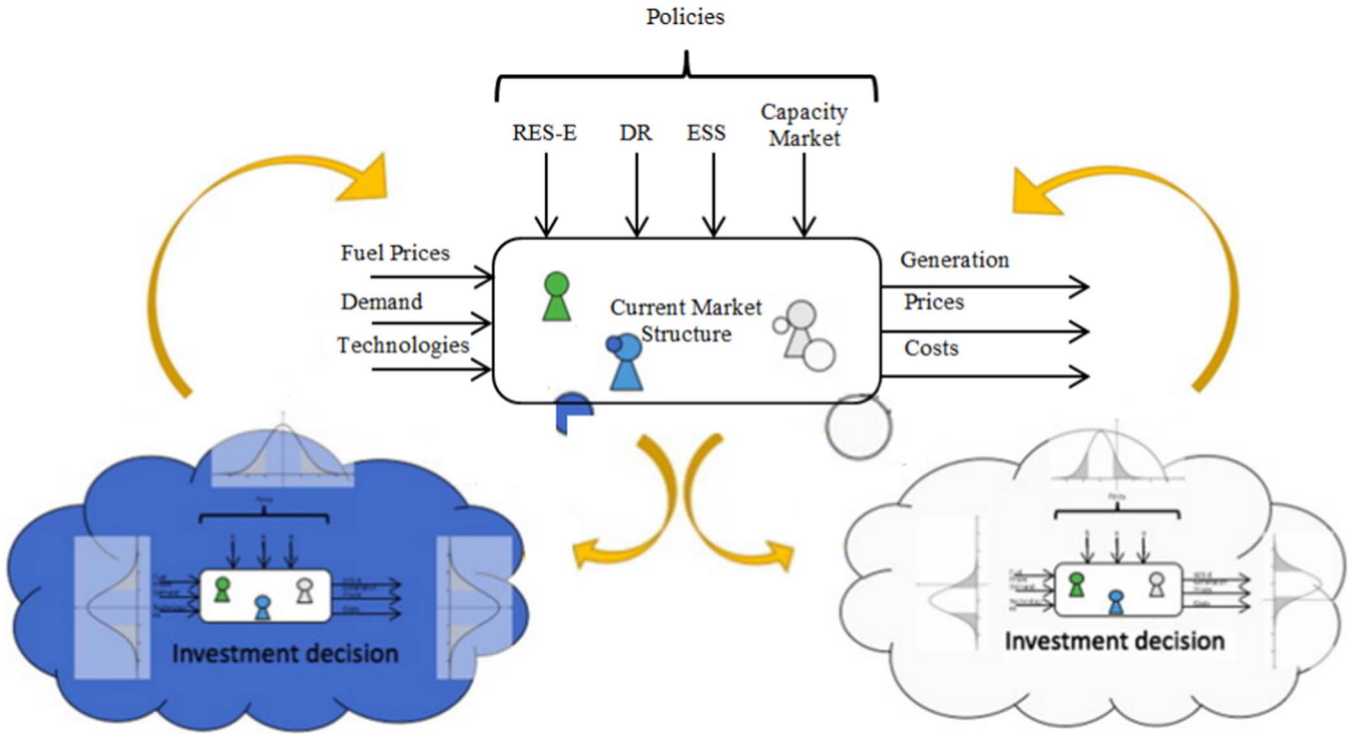 Policies
RES-E
DR
ESS
Capacity
Market
Fuel Prices
Demand
Technologies
Current Market
Structure
Generation
Prices
Costs
Investment decision
Investment decision